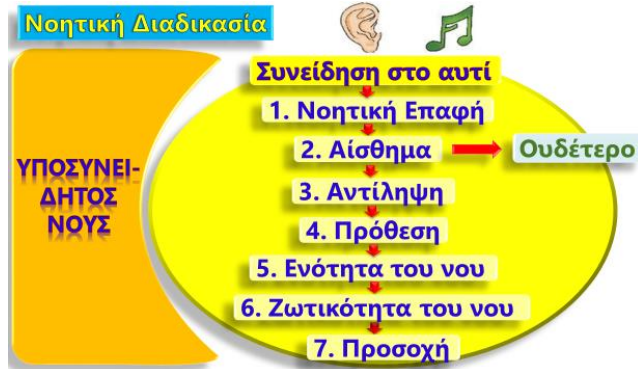 Νοητική Διαδικασία
Συνείδηση στο αυτί
1. Νοητική Επαφή
2. Αίσθημα
Ουδέτερο
3. Αντίληψη
4. Πρόθεση
5. Ενότητα του νου
6. Ζωτικότητα του νου
7. Προσοχή
ΥΠΟΣΥΝΕΙ-
ΔΗΤΟΣ
ΝΟΥΣ